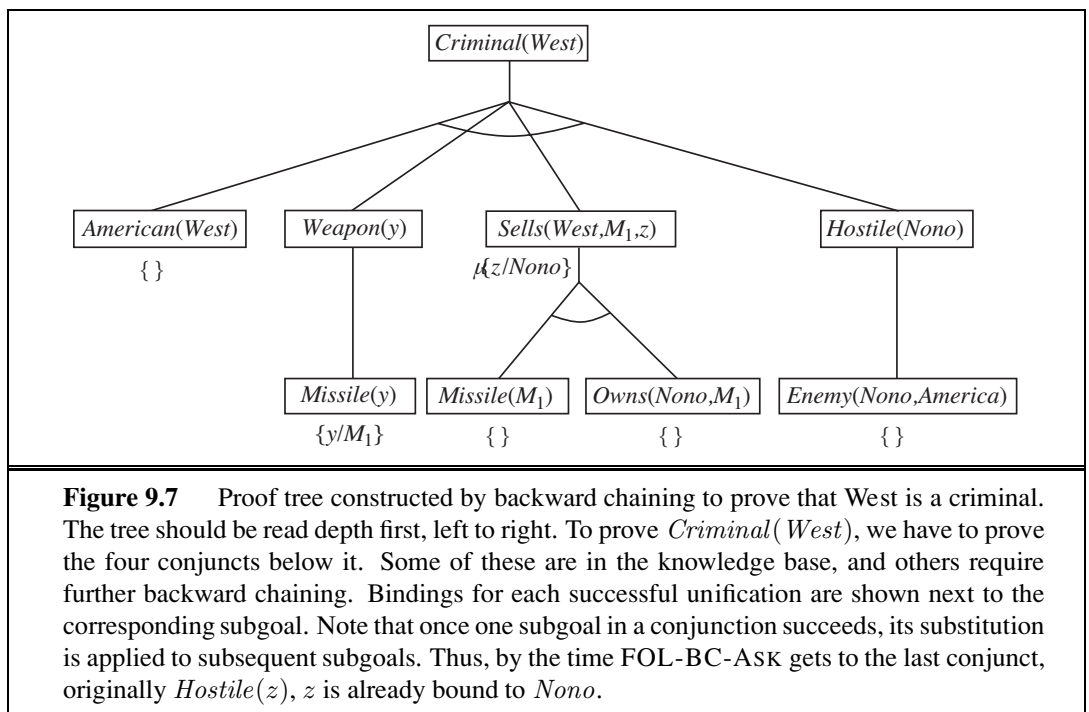 Criminal(West)
American(West) Weapon(y) Sells(West,M₁,z) Hostile(Nono)
{ } {z/Nono}
Missile(y) Missile(M₁) Owns(Nono,M₁) Enemy(Nono,America)
{y/M₁} { } { } { }
Figure 9.7 Proof tree constructed by backward chaining to prove that West is a criminal.
The tree should be read depth first, left to right. To prove Criminal(West), we have to prove
the four conjuncts below it. Some of these are in the knowledge base, and others require
further backward chaining. Bindings for each successful unification are shown next to the
corresponding subgoal. Note that once one subgoal in a conjunction succeeds, its substitution
is applied to subsequent subgoals. Thus, by the time FOL-BC-ASK gets to the last conjunct,
originally Hostile(z), z is already bound to Nono.